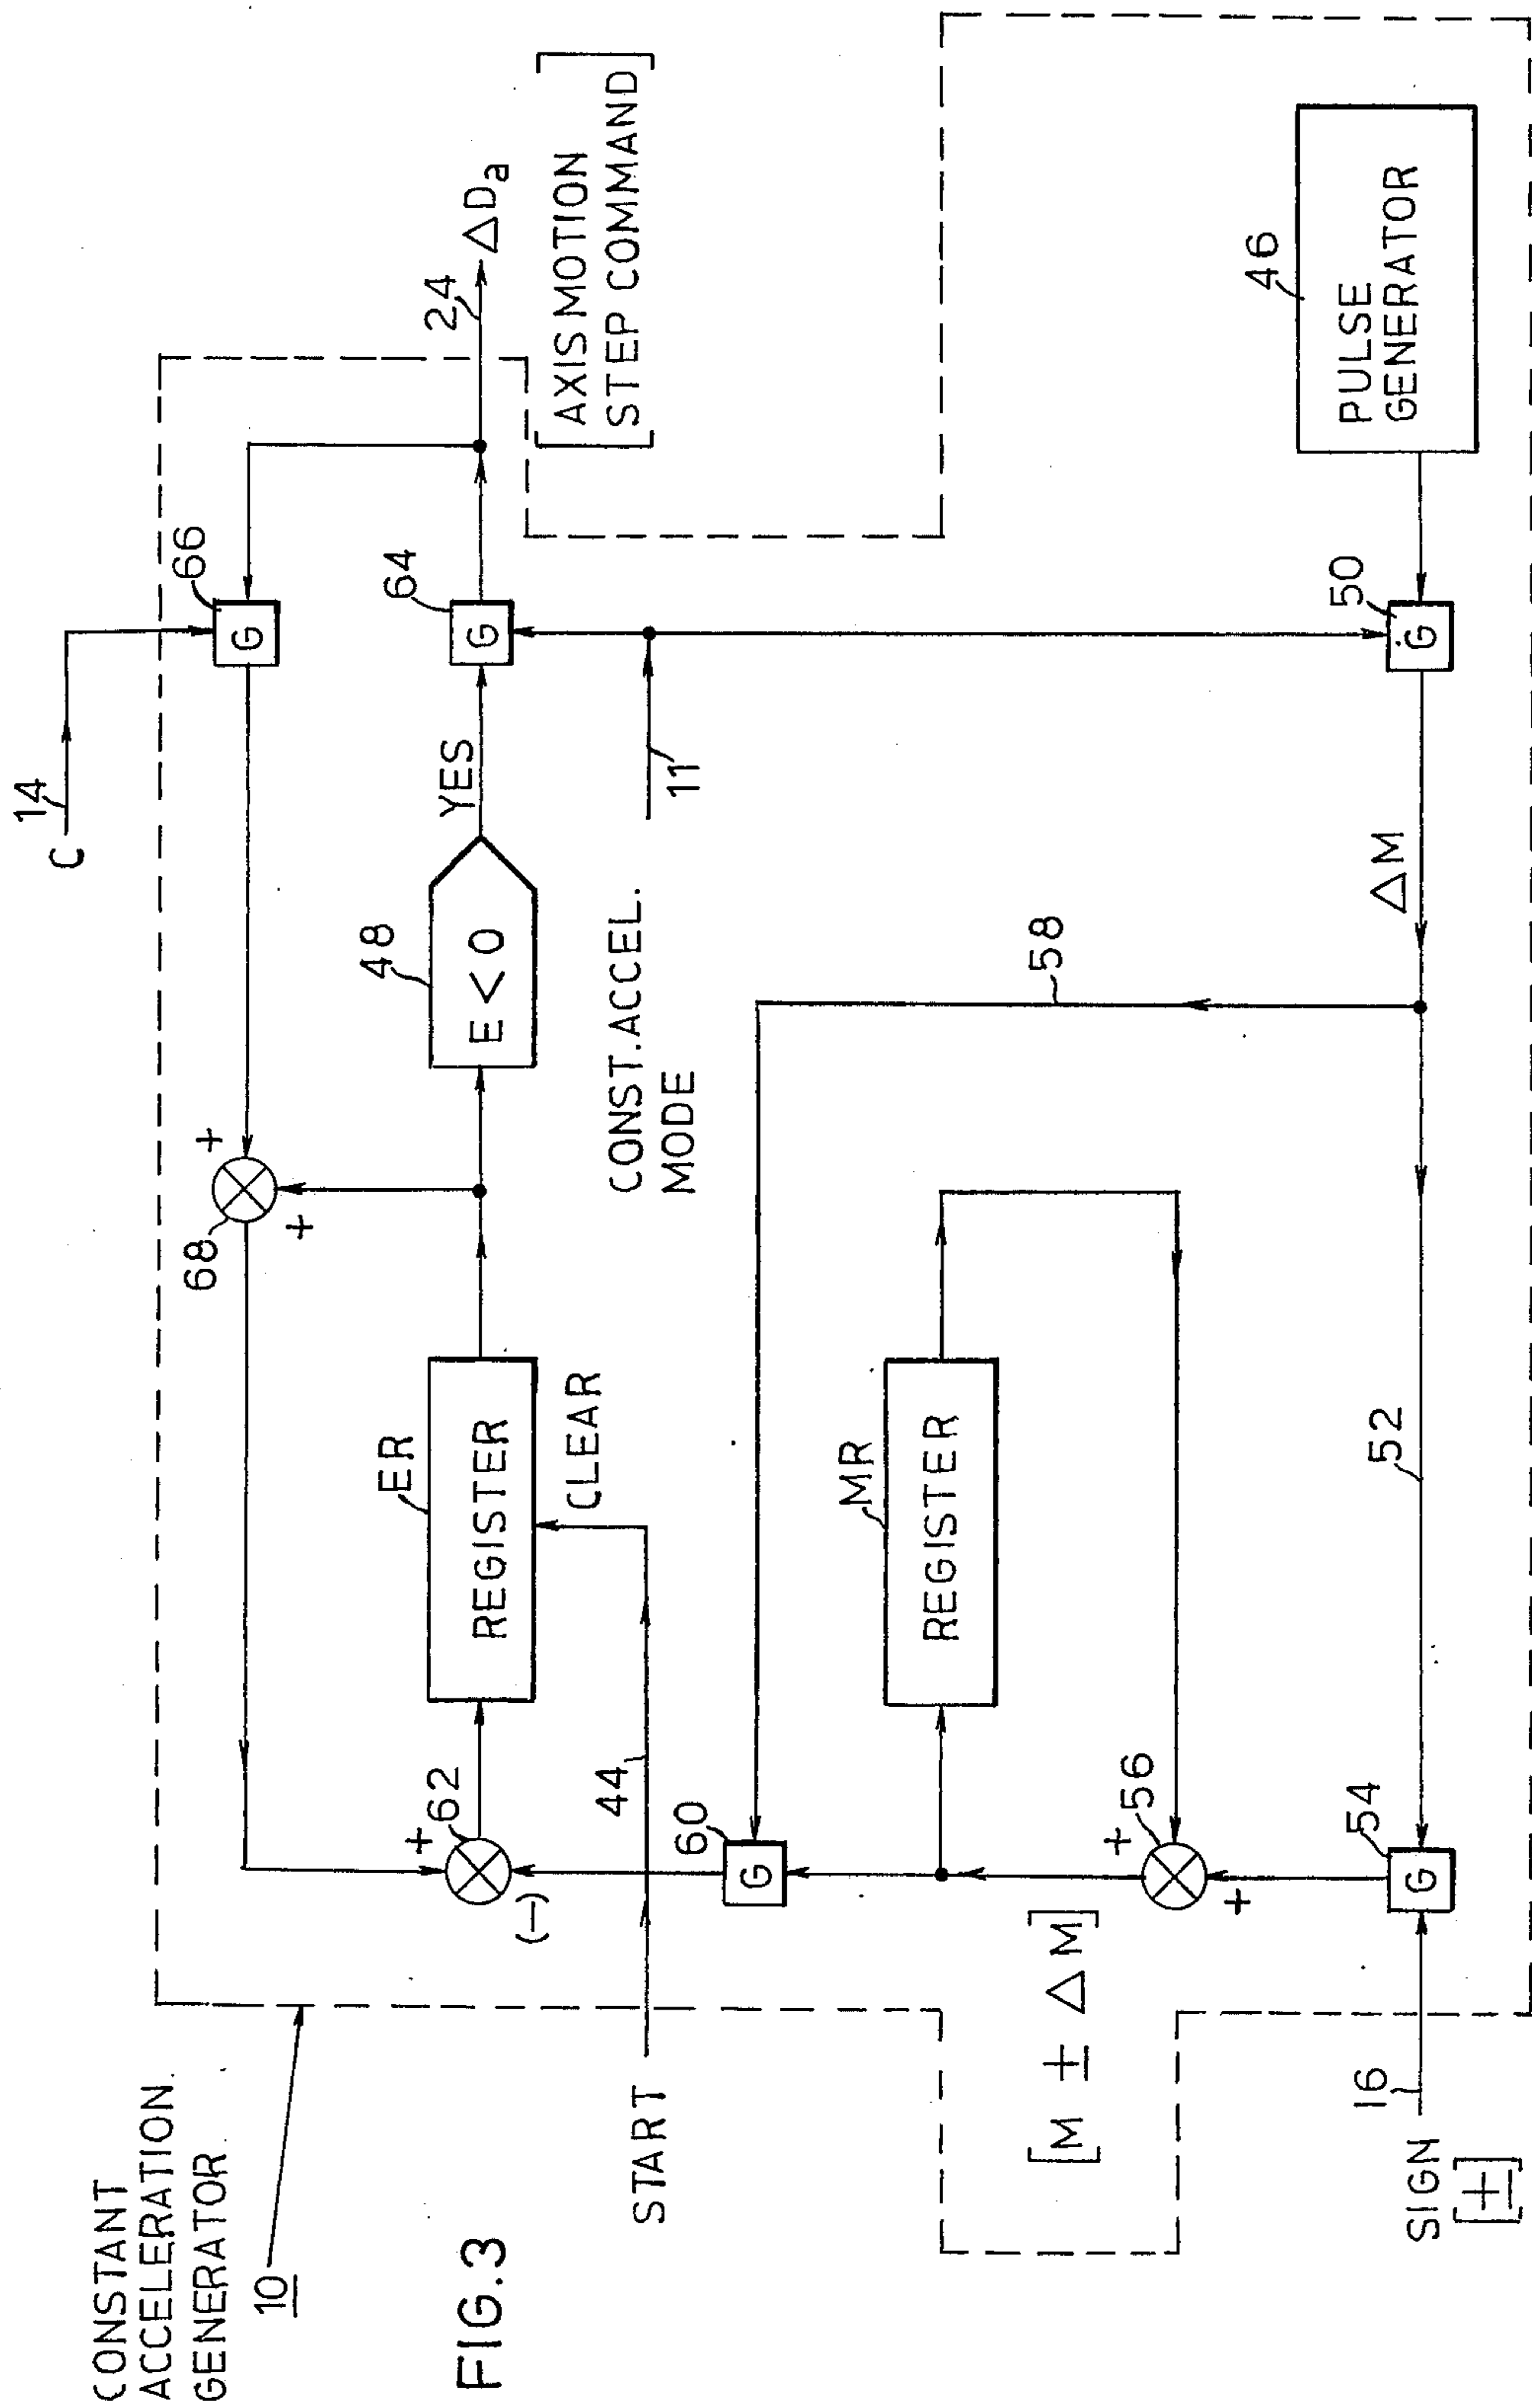 CONSTANT
ACCELERATION
GENERATOR
10
FIG.3
C
14
66
G
+
68
+
ER
REGISTER
CLEAR
48
E < 0
YES
64
G
24
ΔDa
[AXIS MOTION
STEP COMMAND]
+
62
(-)
START
44
CONST. ACCEL.
MODE
11
60
G
58
MR
REGISTER
[M ± ΔM]
+
56
+
SIGN
[±]
16
54
G
52
ΔM
50
G
46
PULSE
GENERATOR